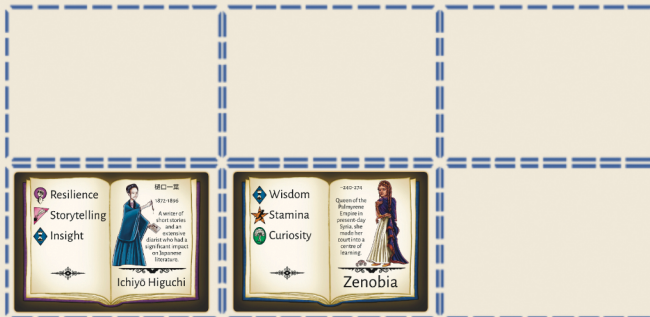 Resilience
Storytelling
Insight
樋口一葉
1872-1896
A writer of
short stories
and an
extensive
diarist who had a
significant impact
on Japanese
literature.
Ichiyō Higuchi
Wisdom
Stamina
Curiosity
~240-274
Queen of the
Palmyrene
Empire in
present-day
Syria, she
made her
court into a
centre of
learning.
Zenobia